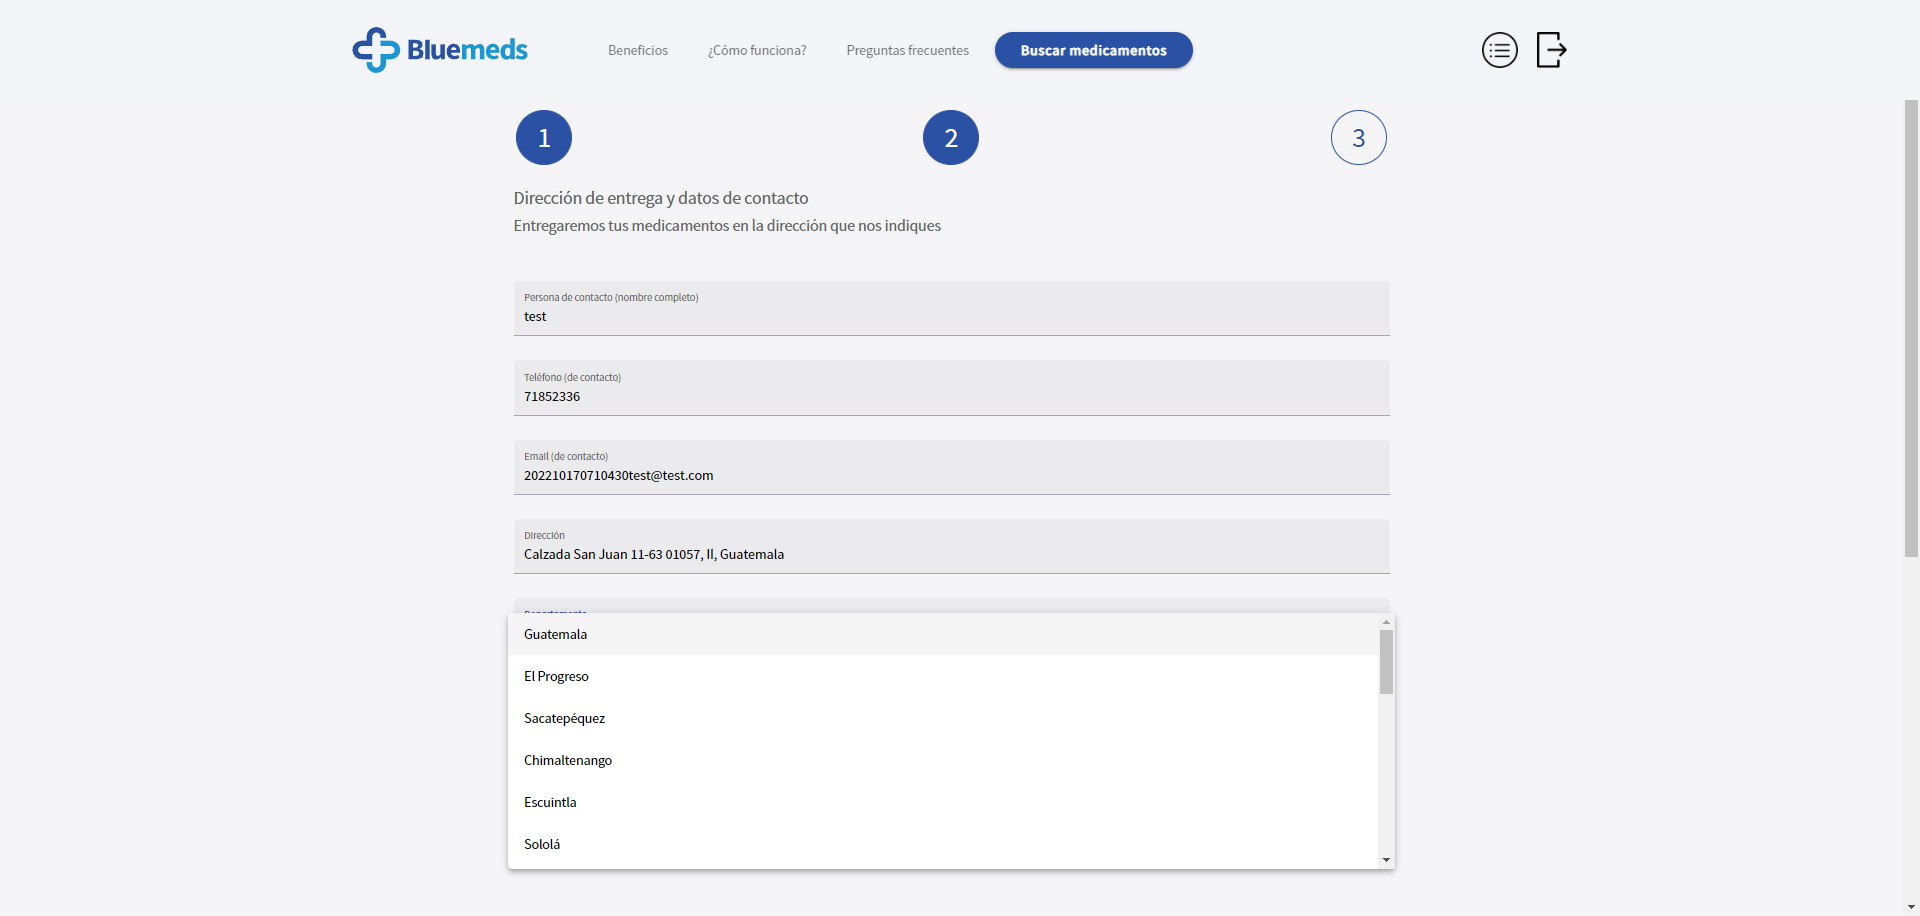 Bluemeds
Beneficios
¿Cómo funciona?
Preguntas frecuentes
Buscar medicamentos
1
2
3
Dirección de entrega y datos de contacto
Entregaremos tus medicamentos en la dirección que nos indiques
Persona de contacto (nombre completo)
test
Teléfono (de contacto)
71852336
Email (de contacto)
202210170710430test@test.com
Dirección
Calzada San Juan 11-63 01057, II, Guatemala
Departamento
Guatemala
El Progreso
Sacatepéquez
Chimaltenango
Escuintla
Sololá